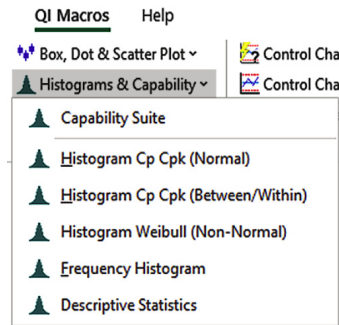 QI Macros Help
Box, Dot & Scatter Plot Control Cha
Histograms & Capability Control Cha
Capability Suite
Histogram Cp Cpk (Normal)
Histogram Cp Cpk (Between/Within)
Histogram Weibull (Non-Normal)
Frequency Histogram
Descriptive Statistics